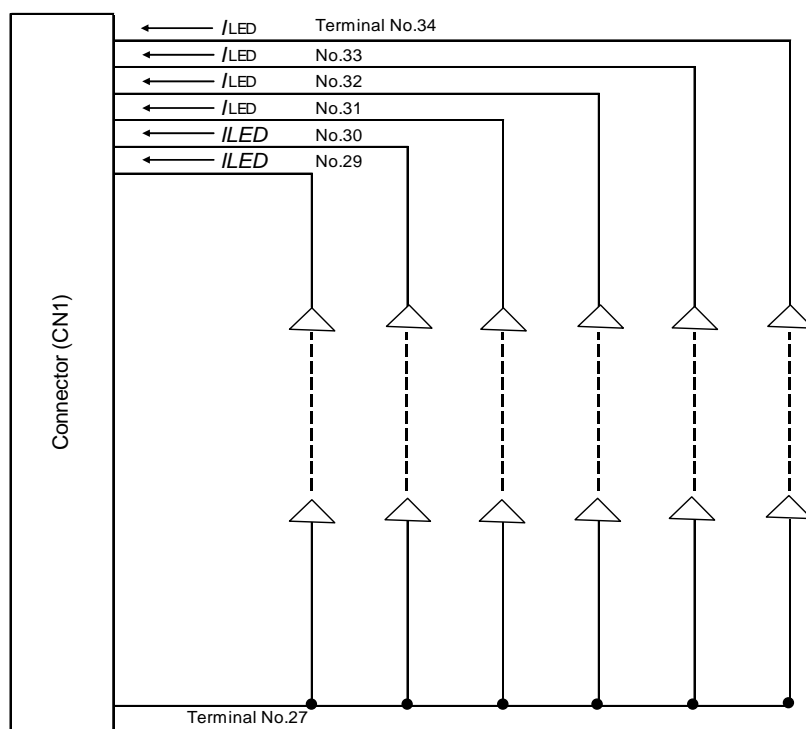 ILED Terminal No.34
ILED No.33
ILED No.32
ILED No.31
ILED No.30
ILED No.29
Connector (CN1)
Terminal No.27